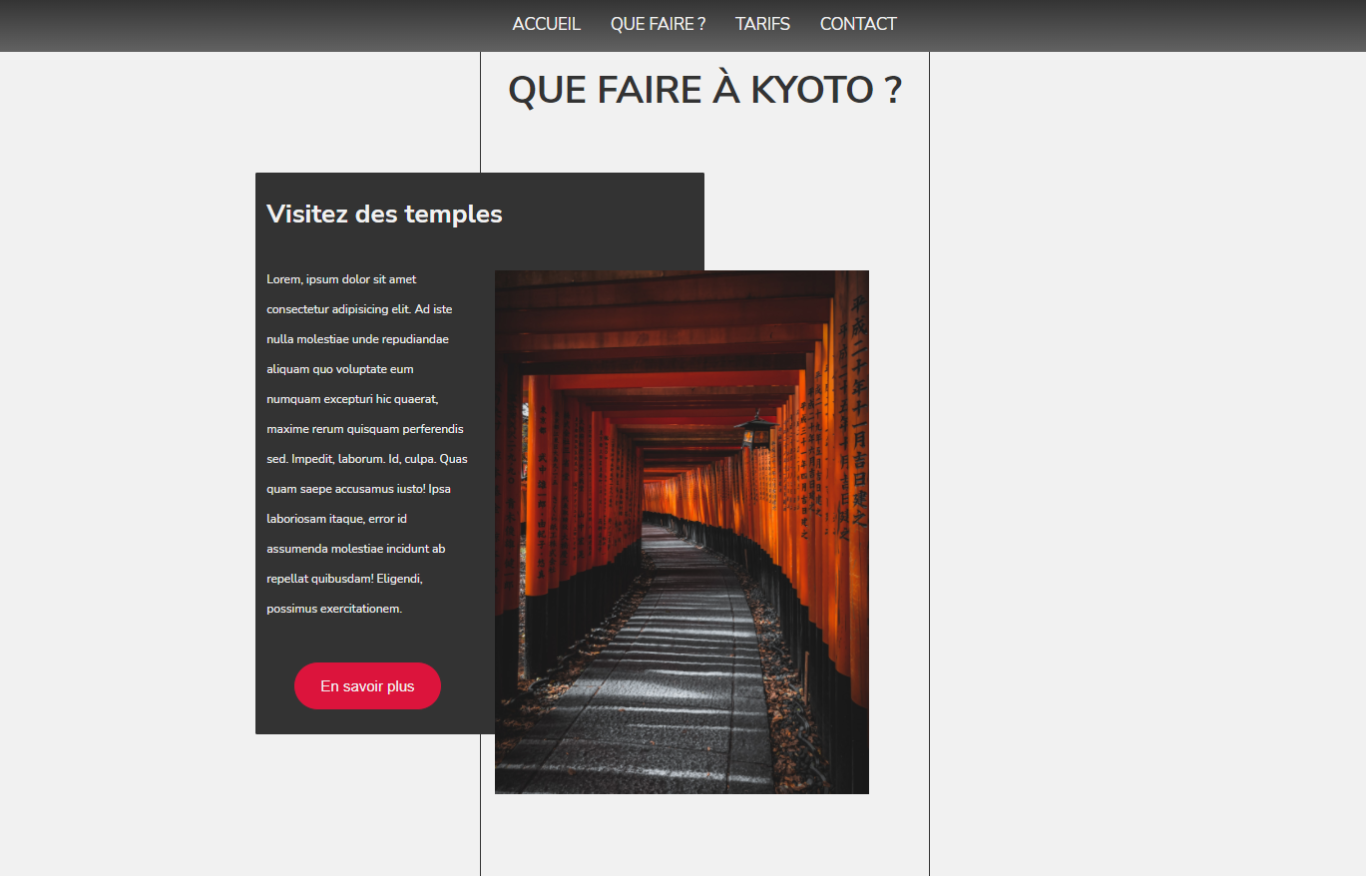 ACCUEIL QUE FAIRE ? TARIFS CONTACT
QUE FAIRE À KYOTO ?
Visitez des temples
Lorem, ipsum dolor sit amet
consectetur adipisicing elit. Ad iste
nulla molestiae unde repudiandae
aliquam quo voluptate eum
numquam excepturi hic quaerat,
maxime rerum quisquam perferendis
sed. Impedit, laborum. Id, culpa. Quas
quam saepe accusamus iusto! Ipsa
laboriosam itaque, error id
assumenda molestiae incidunt ab
repellat quibusdam! Eligendi,
possimus exercitationem.
En savoir plus
平成二十年十一月吉日建之